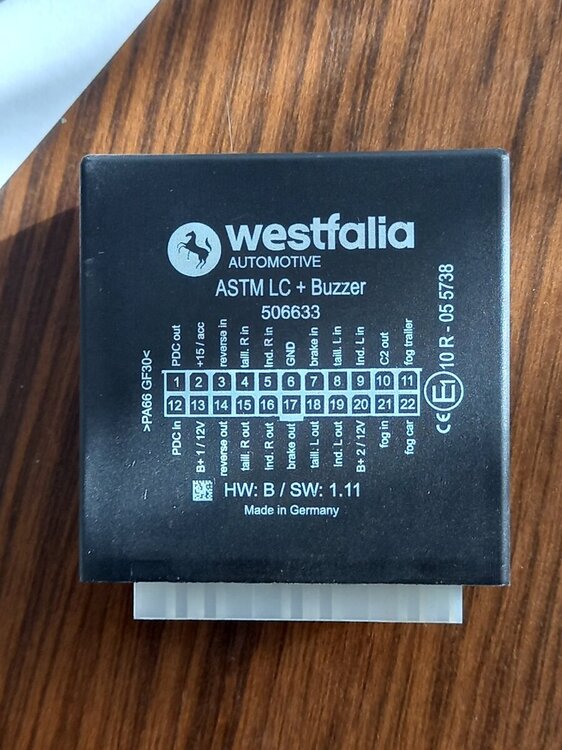 westfalia
AUTOMOTIVE
ASTM LC + Buzzer
506633
>PA66 GF30<
PDC out
+15 / acc
reverse in
taill. R in
Ind. R in
GND
brake in
taill. L in
Ind. L in
C2 out
fog trailer
1 2 3 4 5 6 7 8 9 10 11
12 13 14 15 16 17 18 19 20 21 22
PDC In
B+ 1 / 12V
reverse out
taill. R out
Ind. R out
brake out
taill. L out
Ind. L out
B+ 2 / 12V
fog in
fog car
CE E1 10 R - 05 5738
HW: B / SW: 1.11
Made in Germany